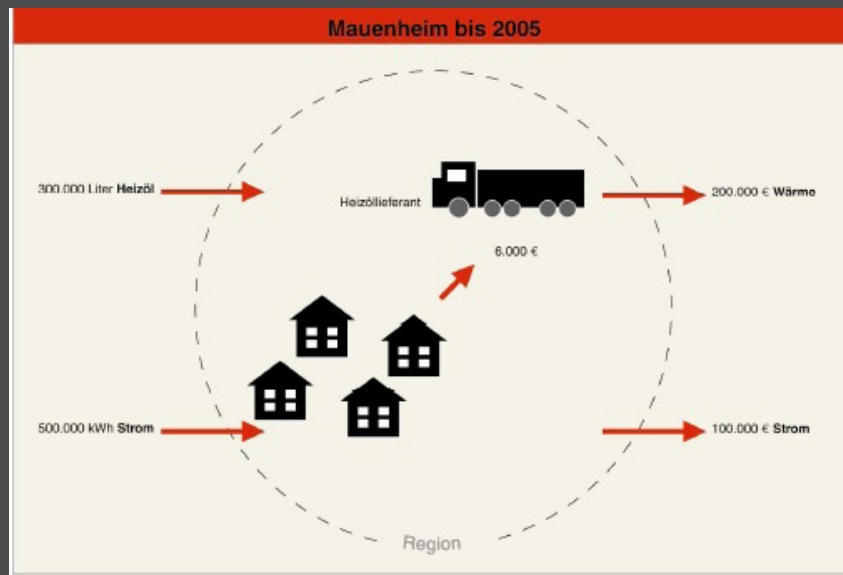 Mauenheim bis 2005
300.000 Liter Heizöl
200.000 € Wärme
Heizöllieferant
6.000 €
500.000 kWh Strom
100.000 € Strom
Region